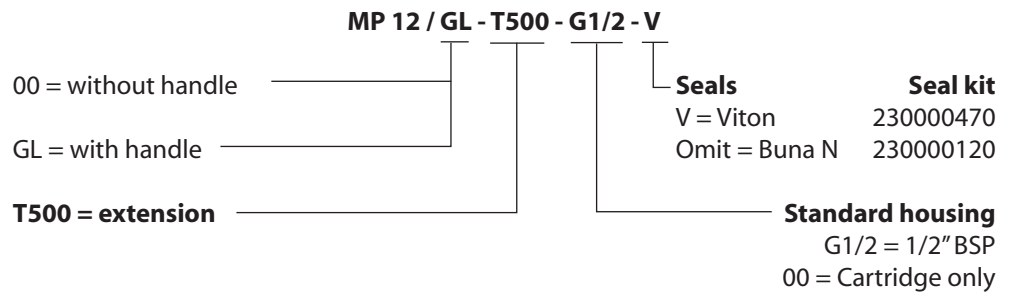 MP 12 / GL - T500 - G1/2 - V
00 = without handle
GL = with handle
T500 = extension
Seals Seal kit
V = Viton 230000470
Omit = Buna N 230000120
Standard housing
G1/2 = 1/2” BSP
00 = Cartridge only